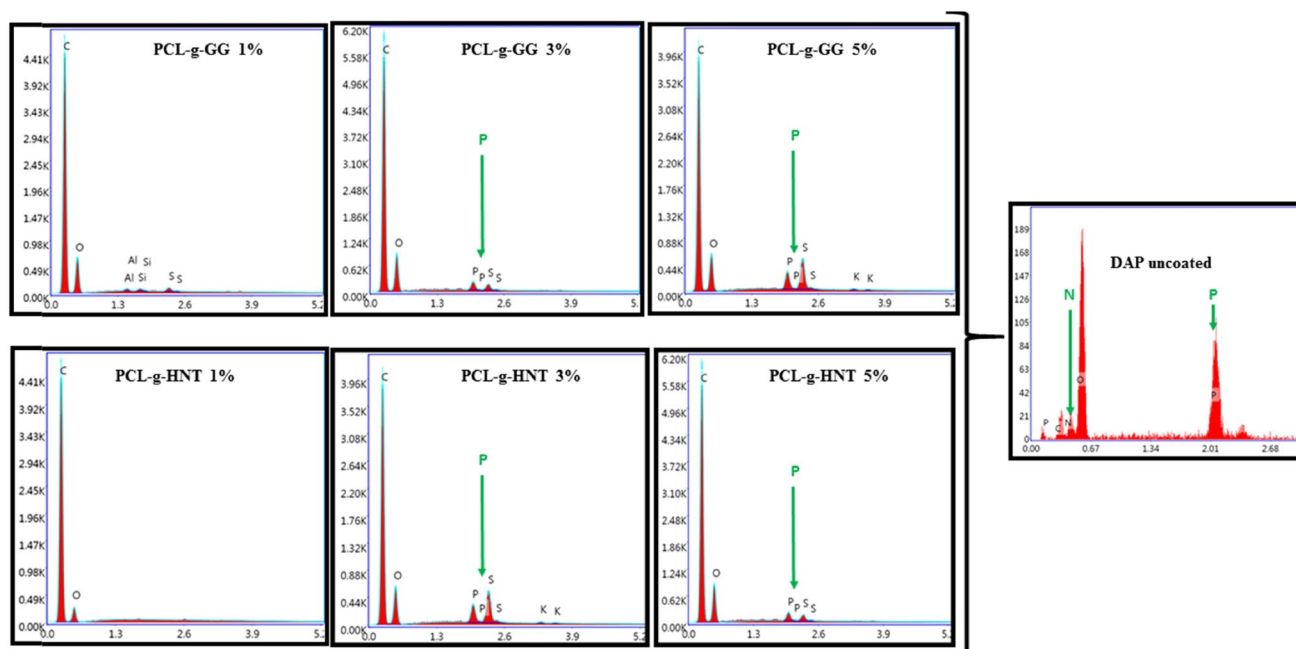 PCL-g-GG 1%
C
4.41K
3.92K
3.43K
2.94K
2.45K
1.96K
1.47K
0.98K
0.49K
0.00K
O
Al Si
Al Si S S
0.0 1.3 2.6 3.9 5.2
PCL-g-GG 3%
6.20K
C
5.58K
4.96K
4.34K
3.72K
3.10K
2.48K
1.86K
1.24K
0.62K
0.00K
P
O
P S
P S
0.0 1.3 2.6 3.9 5.2
PCL-g-GG 5%
C
3.96K
3.52K
3.08K
2.64K
2.20K
1.76K
1.32K
0.88K
0.44K
0.00K
P
O
S
P
P S K K
0.0 1.3 2.6 3.9 5.2
PCL-g-HNT 1%
C
4.41K
3.92K
3.43K
2.94K
2.45K
1.96K
1.47K
0.98K
0.49K
0.00K
O
0.0 1.3 2.6 3.9 5.2
PCL-g-HNT 3%
C
3.96K
3.52K
3.08K
2.64K
2.20K
1.76K
1.32K
0.88K
0.44K
0.00K
P
O
S
P
P S K K
0.0 1.3 2.6 3.9 5.2
PCL-g-HNT 5%
6.20K
C
5.58K
4.96K
4.34K
3.72K
3.10K
2.48K
1.86K
1.24K
0.62K
0.00K
P
O
P S
P S
0.0 1.3 2.6 3.9 5.2
DAP uncoated
189
168
147
126
105
84
63
42
21
0
N
P
O
P
P C N
0.00 0.67 1.34 2.01 2.68